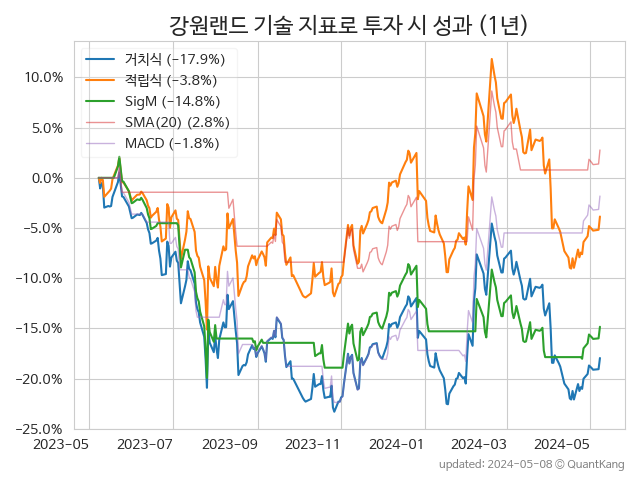 강원랜드 기술 지표로 투자 시 성과 (1년)
거치식 (−17.9%)
적립식 (−3.8%)
SigM (−14.8%)
SMA(20) (2.8%)
MACD (−1.8%)
10.0%
5.0%
0.0%
−5.0%
−10.0%
−15.0%
−20.0%
−25.0%
2023-05 2023-07 2023-09 2023-11 2024-01 2024-03 2024-05
updated: 2024-05-08 © QuantKang